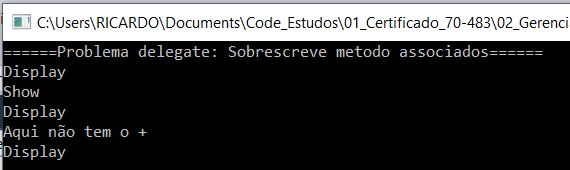 C:\Users\RICARDO\Documents\Code_Estudos\01_Certificado_70-483\02_Gerenci
======Problema delegate: Sobrescreve metodo associados======
Display
Show
Display
Aqui não tem o +
Display